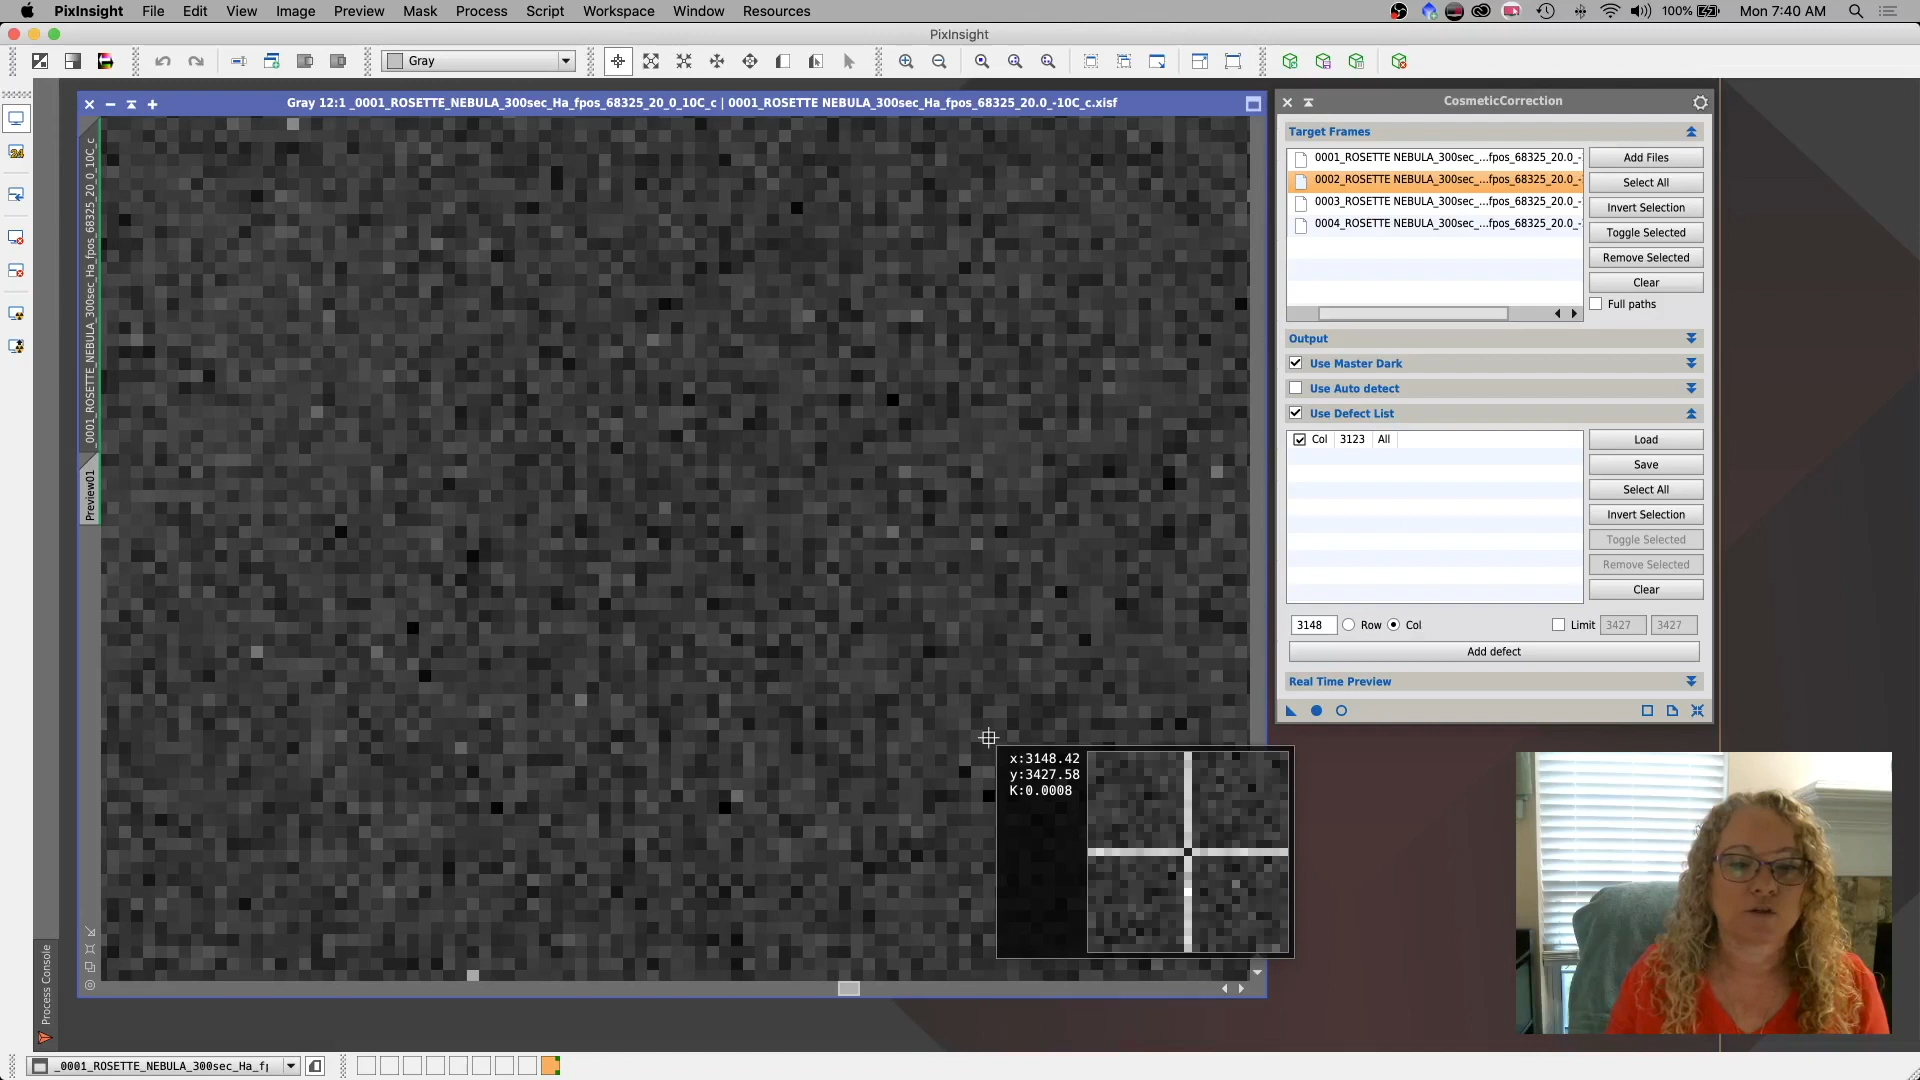 PixInsight File Edit View Image Preview Mask Process Script Workspace Window Resources
100% Mon 7:40 AM
PixInsight
Gray
Gray 12:1 _0001_ROSETTE_NEBULA_300sec_Ha_fpos_68325_20_0_10C_c | 0001_ROSETTE NEBULA_300sec_Ha_fpos_68325_20.0_-10C_c.xisf
_0001_ROSETTE_NEBULA_300sec_Ha_fpos_68325_20_0_10C_c
Preview01
x:3148.42
y:3427.58
K:0.0008
CosmeticCorrection
Target Frames
0001_ROSETTE NEBULA_300sec_...fpos_68325_20.0_-
0002_ROSETTE NEBULA_300sec_...fpos_68325_20.0_-
0003_ROSETTE NEBULA_300sec_...fpos_68325_20.0_-
0004_ROSETTE NEBULA_300sec_...fpos_68325_20.0_-
Add Files
Select All
Invert Selection
Toggle Selected
Remove Selected
Clear
Full paths
Output
Use Master Dark
Use Auto detect
Use Defect List
Col 3123 All
Load
Save
Select All
Invert Selection
Toggle Selected
Remove Selected
Clear
3148 Row Col Limit 3427 3427
Add defect
Real Time Preview
Process Console
_0001_ROSETTE_NEBULA_300sec_Ha_f